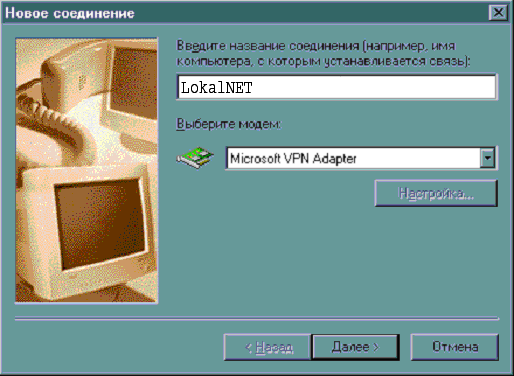 Новое соединение
Введите название соединения (например, имя
компьютера, с которым устанавливается связь):
LokalNET
Выберите модем:
Microsoft VPN Adapter
Настройка...
< Назад
Далее >
Отмена